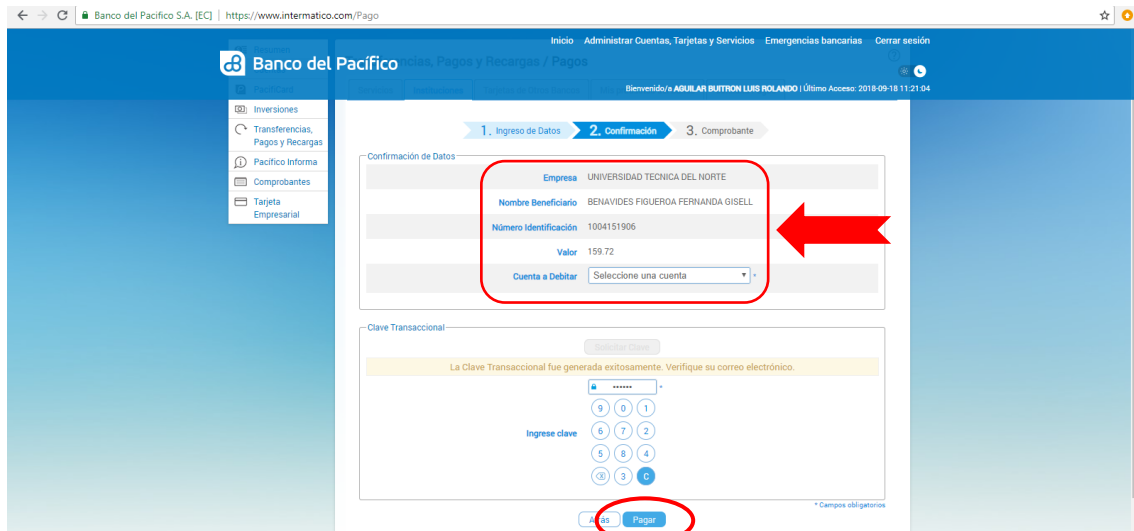 Banco del Pacifico S.A. [EC] | https://www.intermatico.com/Pago
Inicio Administrar Cuentas, Tarjetas y Servicios Emergencias bancarias Cerrar sesión
Banco del Pacífico
Pagos y Recargas / Pagos
Bienvenido/a AGUILAR BUITRON LUIS ROLANDO | Último Acceso: 2018-09-18 11:21:04
Inversiones
Transferencias,
Pagos y Recargas
Pacífico Informa
Comprobantes
Tarjeta
Empresarial
1. Ingreso de Datos 2. Confirmación 3. Comprobante
Confirmación de Datos
Empresa UNIVERSIDAD TECNICA DEL NORTE
Nombre Beneficiario BENAVIDES FIGUEROA FERNANDA GISELL
Número Identificación 1004151906
Valor 159.72
Cuenta a Debitar Seleccione una cuenta *
Clave Transaccional
Solicitar Clave
La Clave Transaccional fue generada exitosamente. Verifique su correo electrónico.
•••••• *
9 0 1
Ingrese clave 6 7 2
5 8 4
3 C
* Campos obligatorios
Atrás Pagar